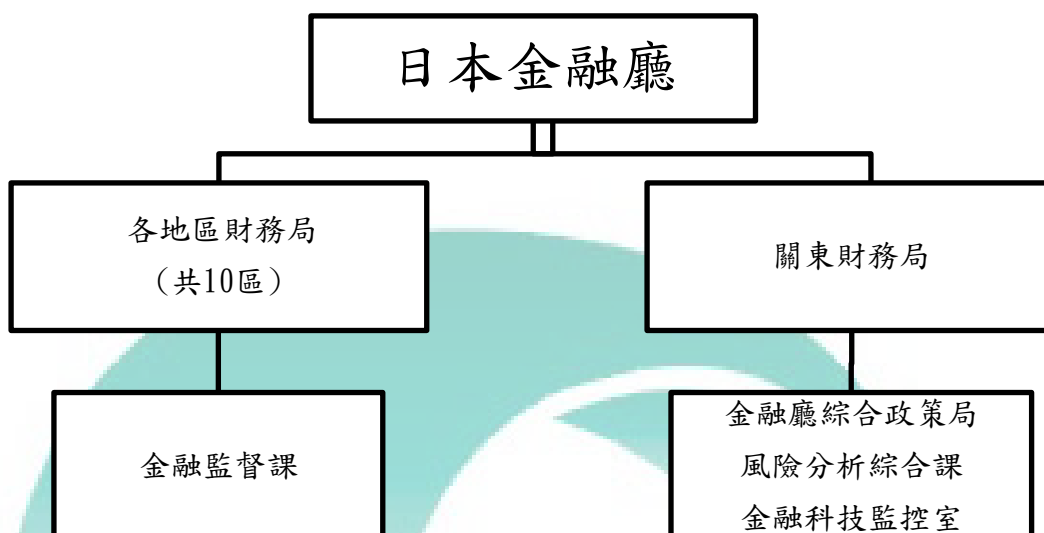 日本金融廳
各地區財務局
（共10區）
關東財務局
金融監督課
金融廳綜合政策局
風險分析綜合課
金融科技監控室